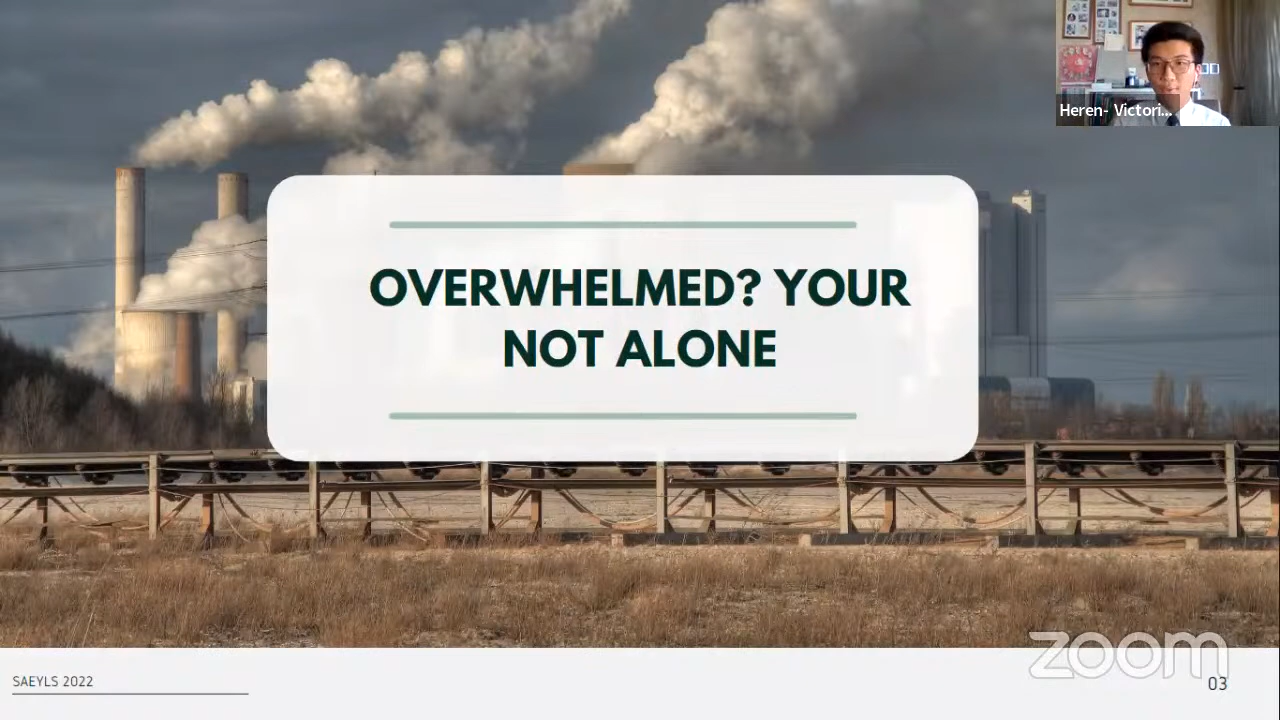 Heren- Victori...
OVERWHELMED? YOUR
NOT ALONE
SAEYLS 2022
zoom
03